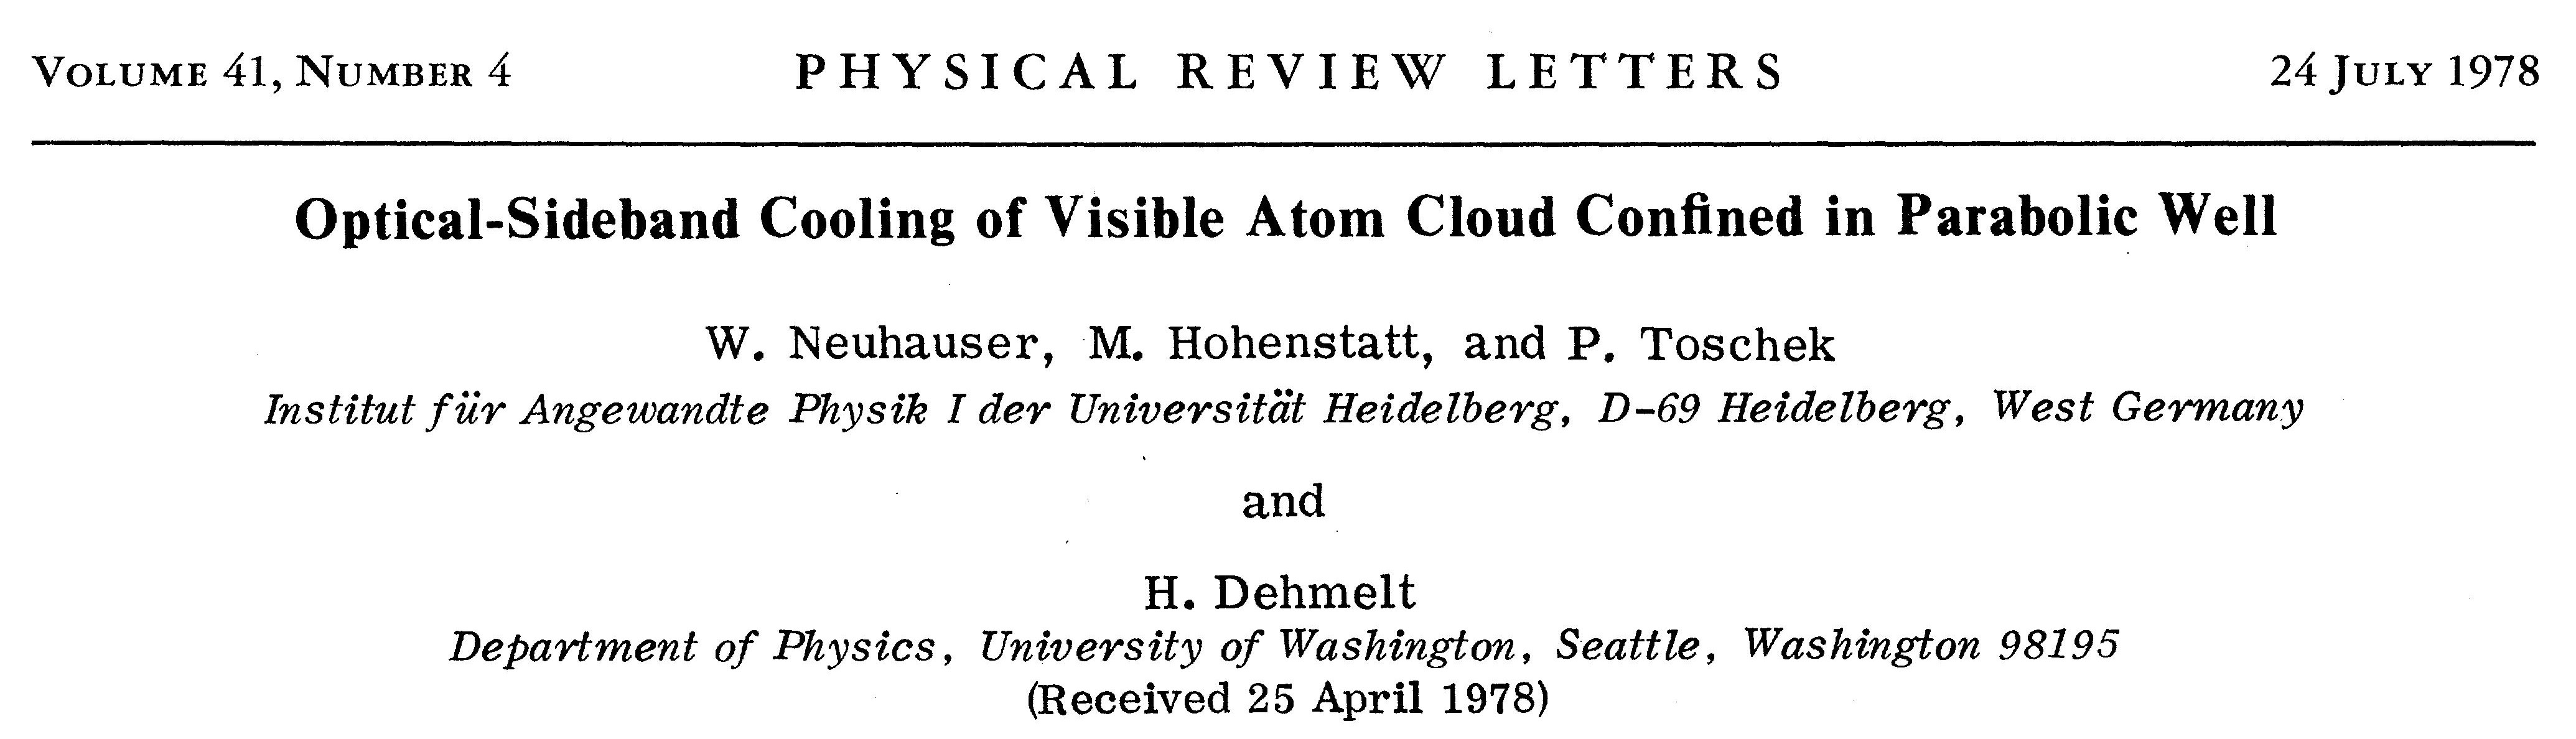 VOLUME 41, NUMBER 4 PHYSICAL REVIEW LETTERS 24 JULY 1978
Optical-Sideband Cooling of Visible Atom Cloud Confined in Parabolic Well
W. Neuhauser, M. Hohenstatt, and P. Toschek
Institut für Angewandte Physik I der Universität Heidelberg, D-69 Heidelberg, West Germany
and
H. Dehmelt
Department of Physics, University of Washington, Seattle, Washington 98195
(Received 25 April 1978)